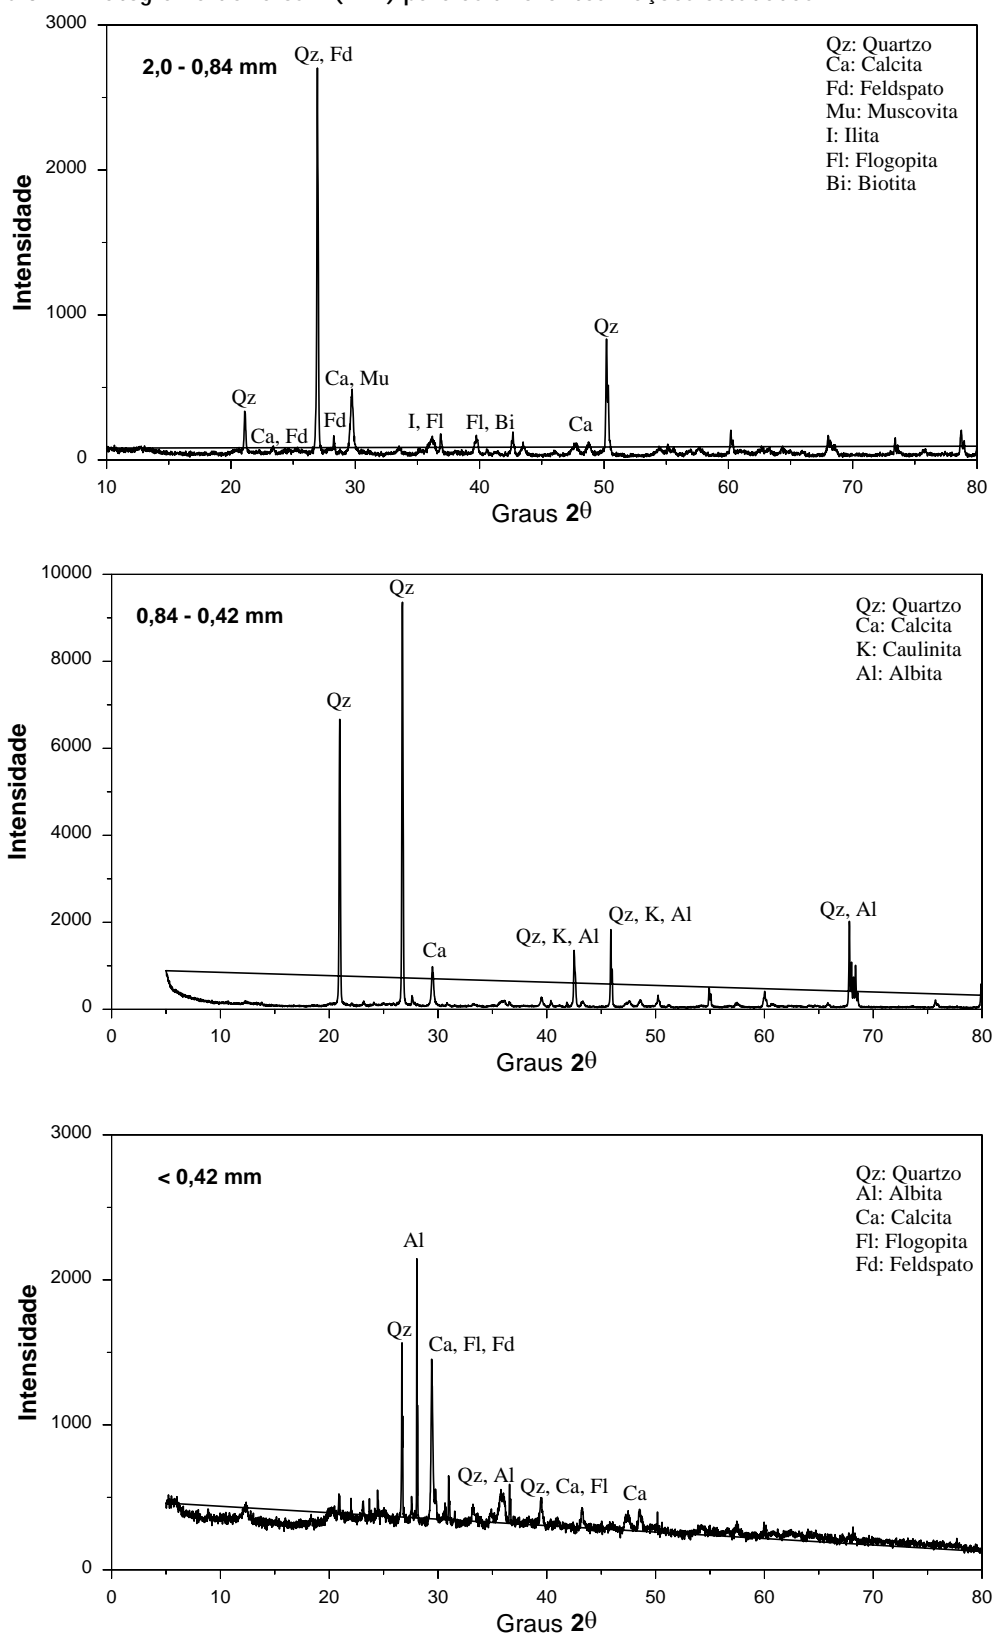 3000
2,0 - 0,84 mm
Qz, Fd
Qz: Quartzo
Ca: Calcita
Fd: Feldspato
Mu: Muscovita
I: Ilita
Fl: Flogopita
Bi: Biotita
2000
Intensidade
1000
Qz
Ca, Mu
Qz
Ca, Fd
Fd
I, Fl
Fl, Bi
Ca
0
10 20 30 40 50 60 70 80
Graus 2θ
10000
0,84 - 0,42 mm
Qz
Qz: Quartzo
Ca: Calcita
K: Caulinita
Al: Albita
8000
Qz
6000
Intensidade
4000
2000
Ca
Qz, K, Al
Qz, K, Al
Qz, Al
0
0 10 20 30 40 50 60 70 80
Graus 2θ
3000
< 0,42 mm
Qz: Quartzo
Al: Albita
Ca: Calcita
Fl: Flogopita
Fd: Feldspato
Al
2000
Qz
Ca, Fl, Fd
Intensidade
1000
Qz, Al
Qz, Ca, Fl
Ca
0
0 10 20 30 40 50 60 70 80
Graus 2θ